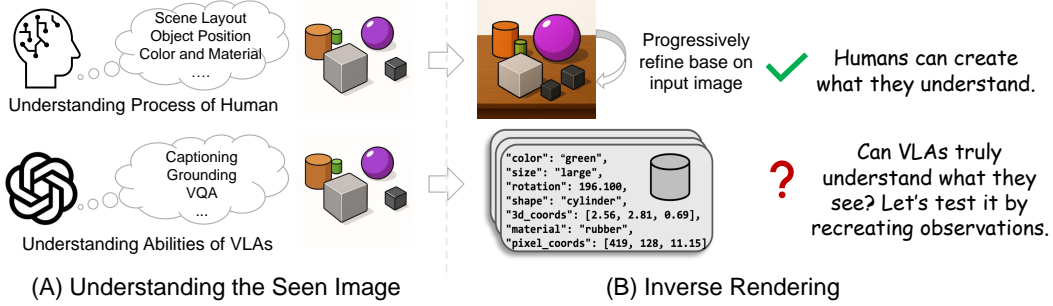 Scene Layout
Object Position
Color and Material
....
Understanding Process of Human
Captioning
Grounding
VQA
...
Understanding Abilities of VLAs
(A) Understanding the Seen Image
Progressively
refine base on
input image
Humans can create
what they understand.
"color": "green",
"size": "large",
"rotation": 196.100,
"shape": "cylinder",
"3d_coords": [2.56, 2.81, 0.69],
"material": "rubber",
"pixel_coords": [419, 128, 11.15]
?
Can VLAs truly
understand what they
see? Let's test it by
recreating observations.
(B) Inverse Rendering